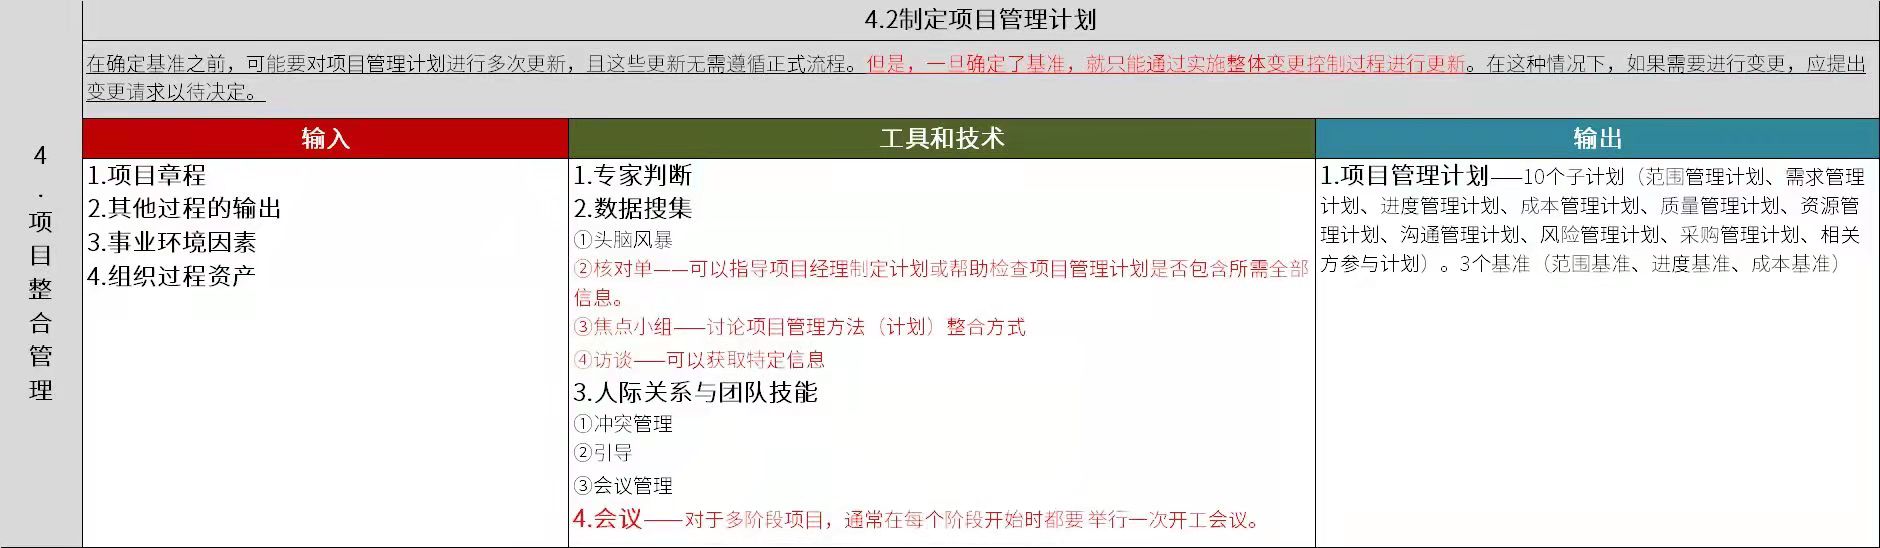 4.项目整合管理
4.2制定项目管理计划
在确定基准之前，可能要对项目管理计划进行多次更新，且这些更新无需遵循正式流程。但是，一旦确定了基准，就只能通过实施整体变更控制过程进行更新。在这种情况下，如果需要进行变更，应提出
变更请求以待决定。
输入
1.项目章程
2.其他过程的输出
3.事业环境因素
4.组织过程资产
工具和技术
1.专家判断
2.数据搜集
①头脑风暴
②核对单——可以指导项目经理制定计划或帮助检查项目管理计划是否包含所需全部
信息。
③焦点小组——讨论项目管理方法（计划）整合方式
④访谈——可以获取特定信息
3.人际关系与团队技能
①冲突管理
②引导
③会议管理
4.会议——对于多阶段项目，通常在每个阶段开始时都要 举行一次开工会议。
输出
1.项目管理计划——10个子计划（范围管理计划、需求管理
计划、进度管理计划、成本管理计划、质量管理计划、资源管
理计划、沟通管理计划、风险管理计划、采购管理计划、相关
方参与计划）。3个基准（范围基准、进度基准、成本基准）